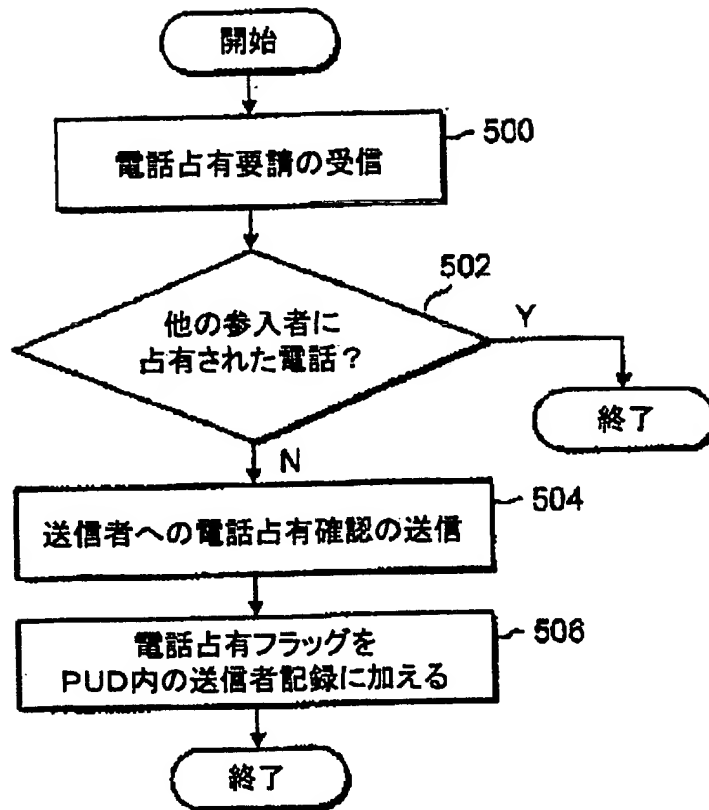 開始
電話占有要請の受信
500
他の参入者に
占有された電話？
502
Y
終了
N
送信者への電話占有確認の送信
504
電話占有フラッグを
PUD内の送信者記録に加える
506
終了